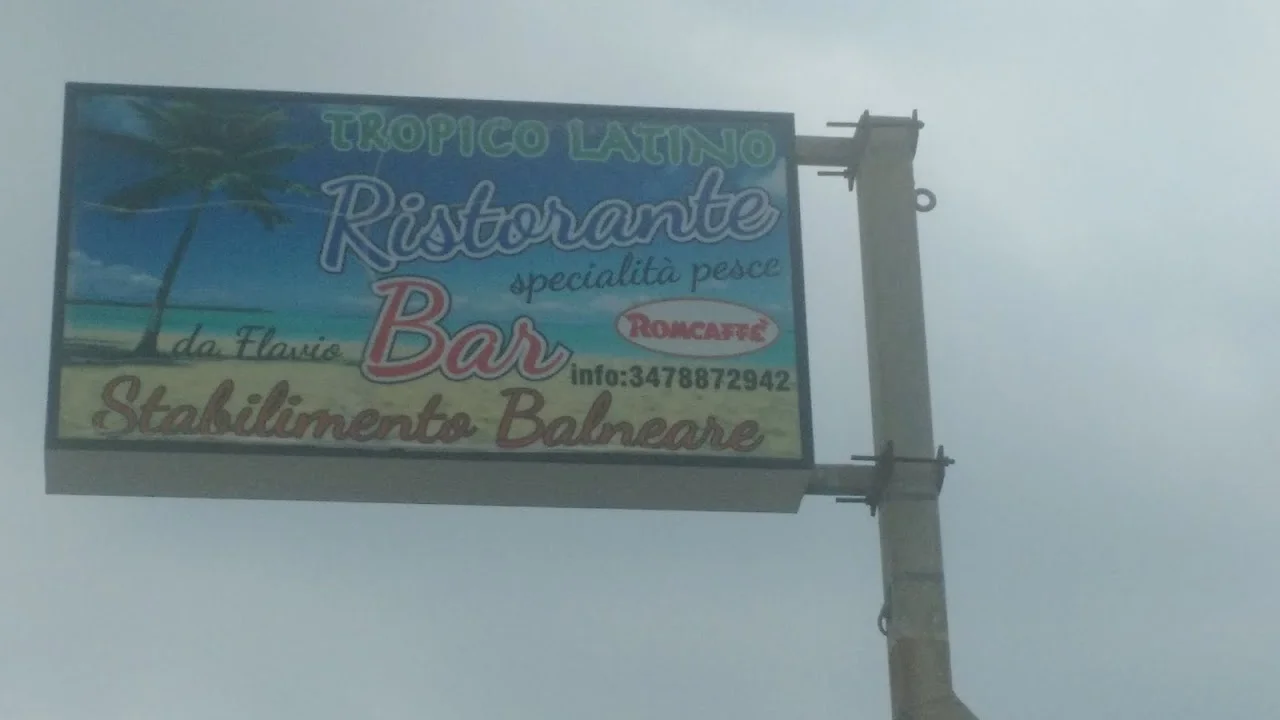 TROPICO LATINO
Ristorante
specialità pesce
Bar
ROMCAFFÈ
da Flavio
info:3478872942
Stabilimento Balneare